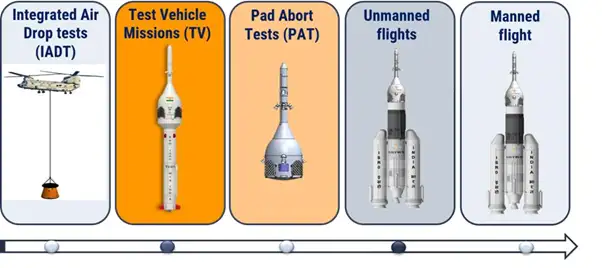 Integrated Air
Drop tests
(IADT)
Test Vehicle
Missions (TV)
Pad Abort
Tests (PAT)
Unmanned
flights
Manned
flight